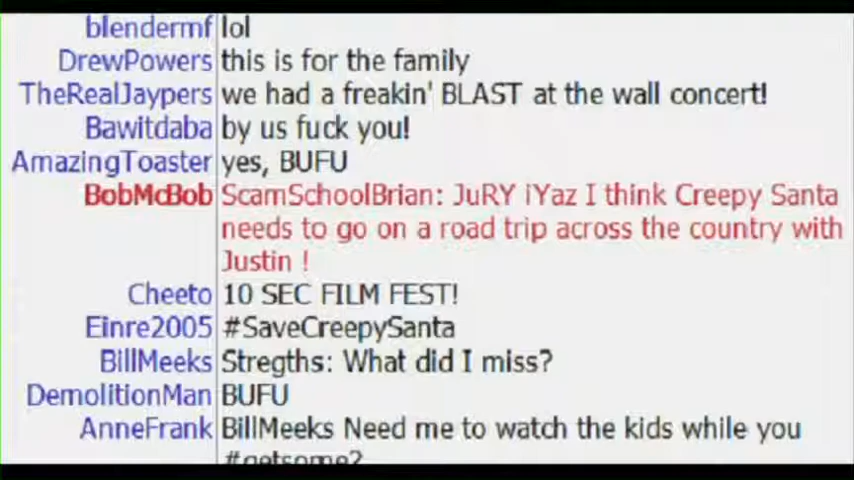 blendermf lol
DrewPowers this is for the family
TheRealJaypers we had a freakin' BLAST at the wall concert!
Bawitdaba by us fuck you!
AmazingToaster yes, BUFU
BobMcBob ScamSchoolBrian: JuRY iYaz I think Creepy Santa
needs to go on a road trip across the country with
Justin !
Cheeto 10 SEC FILM FEST!
Einre2005 #SaveCreepySanta
BillMeeks Stregths: What did I miss?
DemolitionMan BUFU
AnneFrank BillMeeks Need me to watch the kids while you
#getsome?